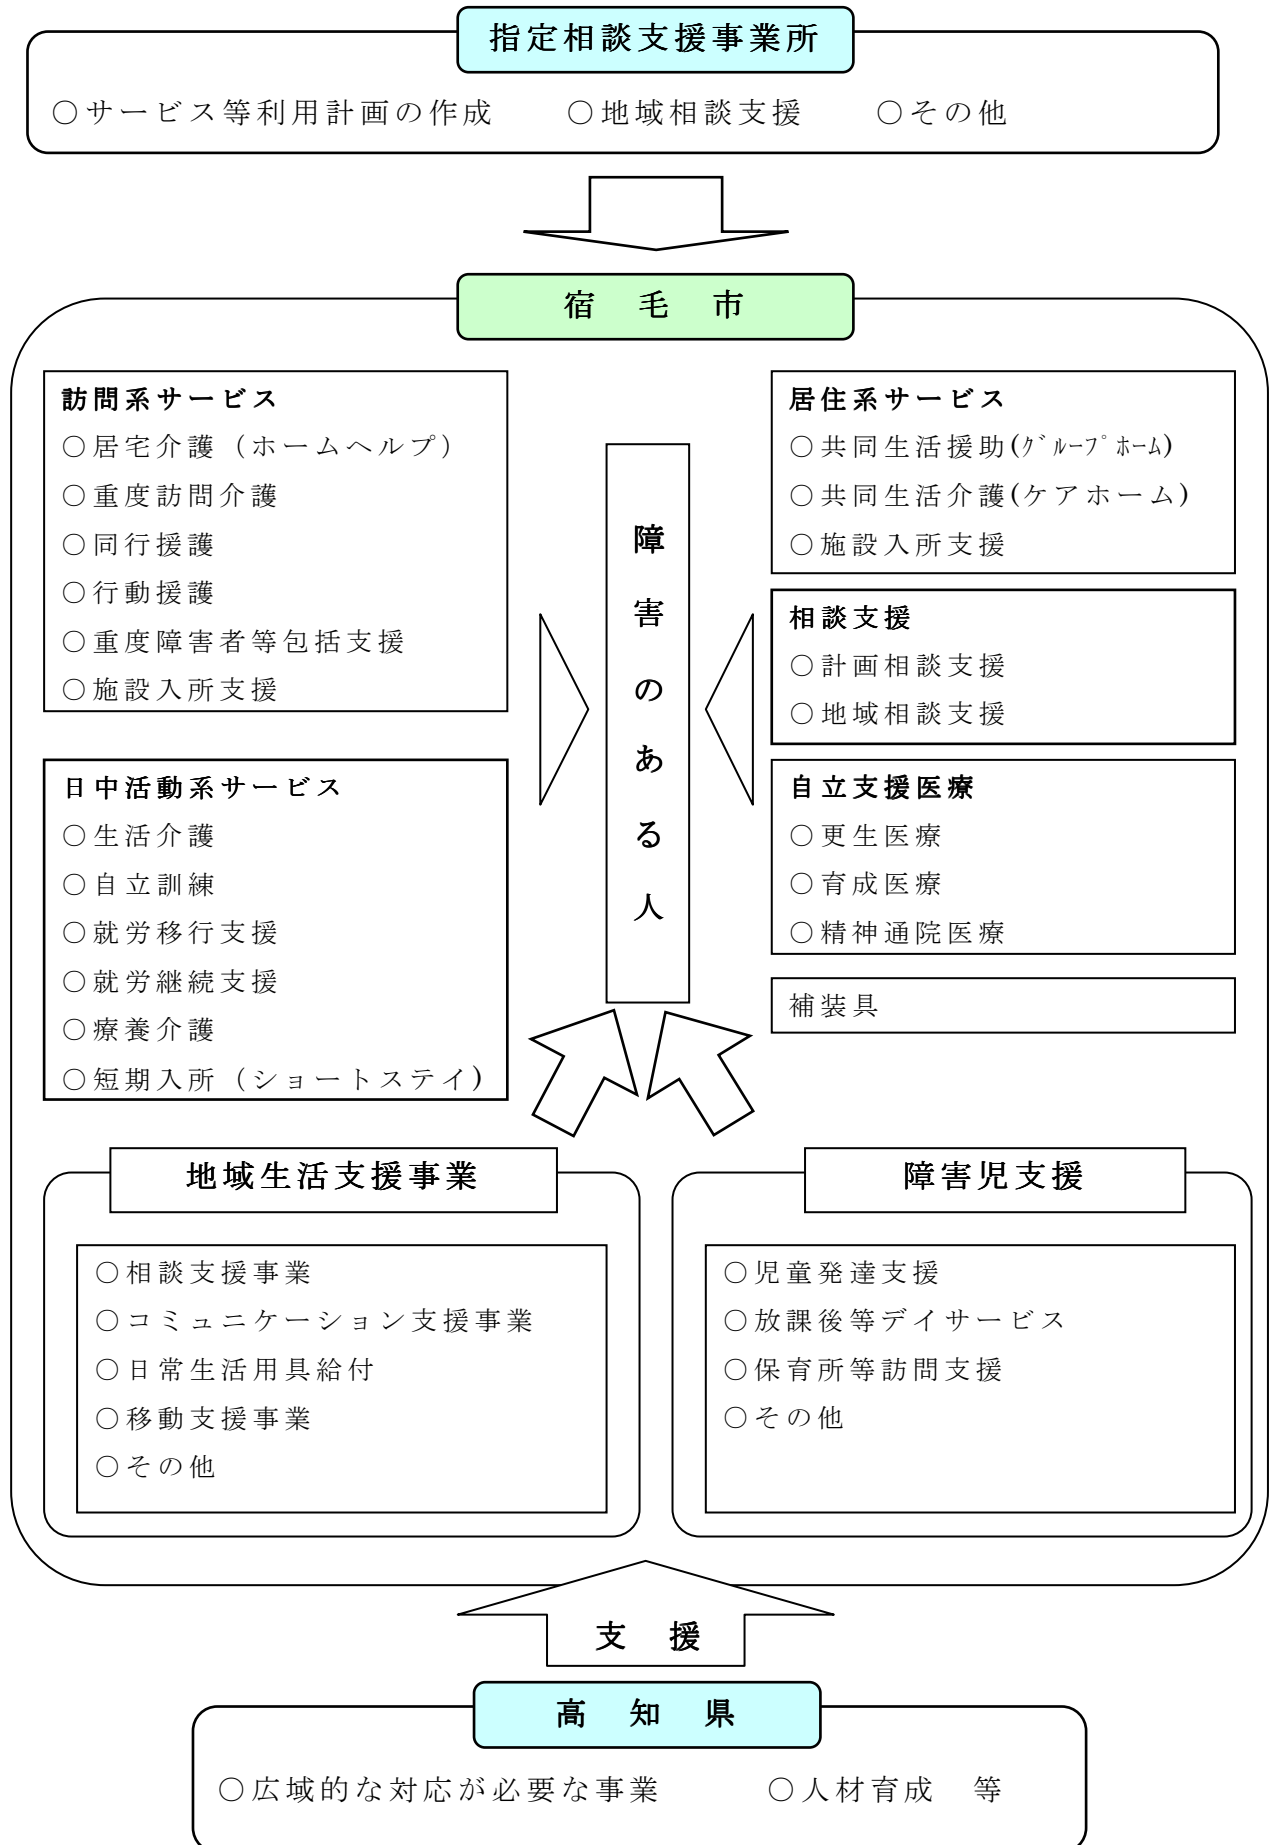 指定相談支援事業所
○サービス等利用計画の作成　○地域相談支援　○その他
宿　毛　市
訪問系サービス
○居宅介護（ホームヘルプ）
○重度訪問介護
○同行援護
○行動援護
○重度障害者等包括支援
○施設入所支援
日中活動系サービス
○生活介護
○自立訓練
○就労移行支援
○就労継続支援
○療養介護
○短期入所（ショートステイ）
障害のある人
居住系サービス
○共同生活援助(ｸﾞﾙｰﾌﾟﾎｰﾑ)
○共同生活介護(ケアホーム)
○施設入所支援
相談支援
○計画相談支援
○地域相談支援
自立支援医療
○更生医療
○育成医療
○精神通院医療
補装具
地域生活支援事業
○相談支援事業
○コミュニケーション支援事業
○日常生活用具給付
○移動支援事業
○その他
障害児支援
○児童発達支援
○放課後等デイサービス
○保育所等訪問支援
○その他
支　援
高　知　県
○広域的な対応が必要な事業　○人材育成　等